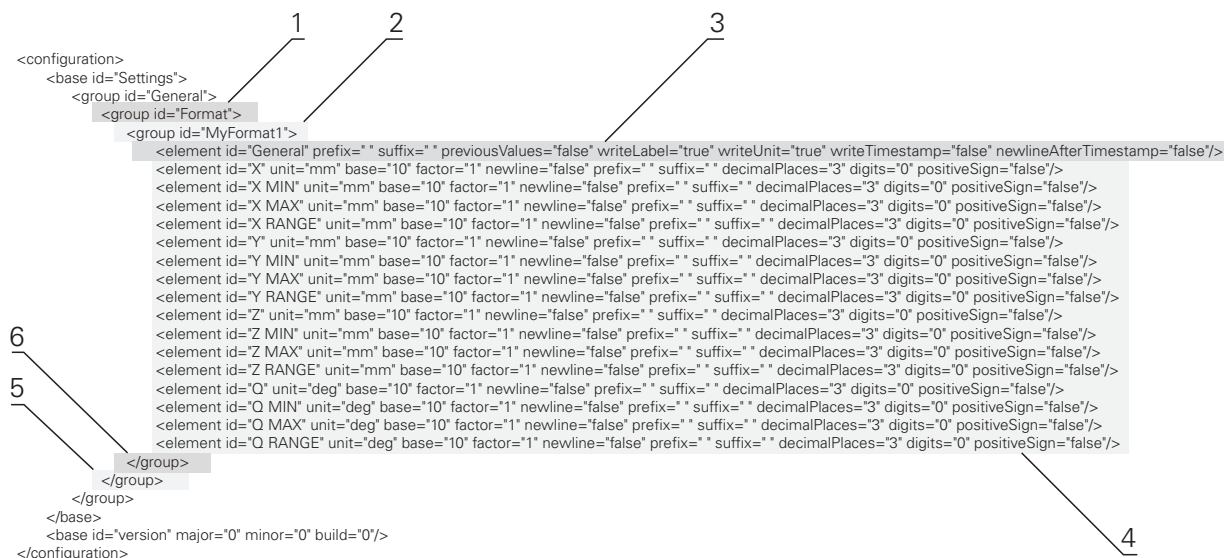 1
2
3
<configuration>
<base id="Settings">
<group id="General">
<group id="Format">
<group id="MyFormat1">
<element id="General" prefix=" " suffix=" " previousValues="false" writeLabel="true" writeUnit="true" writeTimestamp="false" newlineAfterTimestamp="false"/>
<element id="X" unit="mm" base="10" factor="1" newline="false" prefix=" " suffix=" " decimalPlaces="3" digits="0" positiveSign="false"/>
<element id="X MIN" unit="mm" base="10" factor="1" newline="false" prefix=" " suffix=" " decimalPlaces="3" digits="0" positiveSign="false"/>
<element id="X MAX" unit="mm" base="10" factor="1" newline="false" prefix=" " suffix=" " decimalPlaces="3" digits="0" positiveSign="false"/>
<element id="X RANGE" unit="mm" base="10" factor="1" newline="false" prefix=" " suffix=" " decimalPlaces="3" digits="0" positiveSign="false"/>
<element id="Y" unit="mm" base="10" factor="1" newline="false" prefix=" " suffix=" " decimalPlaces="3" digits="0" positiveSign="false"/>
<element id="Y MIN" unit="mm" base="10" factor="1" newline="false" prefix=" " suffix=" " decimalPlaces="3" digits="0" positiveSign="false"/>
<element id="Y MAX" unit="mm" base="10" factor="1" newline="false" prefix=" " suffix=" " decimalPlaces="3" digits="0" positiveSign="false"/>
<element id="Y RANGE" unit="mm" base="10" factor="1" newline="false" prefix=" " suffix=" " decimalPlaces="3" digits="0" positiveSign="false"/>
<element id="Z" unit="mm" base="10" factor="1" newline="false" prefix=" " suffix=" " decimalPlaces="3" digits="0" positiveSign="false"/>
<element id="Z MIN" unit="mm" base="10" factor="1" newline="false" prefix=" " suffix=" " decimalPlaces="3" digits="0" positiveSign="false"/>
<element id="Z MAX" unit="mm" base="10" factor="1" newline="false" prefix=" " suffix=" " decimalPlaces="3" digits="0" positiveSign="false"/>
<element id="Z RANGE" unit="mm" base="10" factor="1" newline="false" prefix=" " suffix=" " decimalPlaces="3" digits="0" positiveSign="false"/>
<element id="Q" unit="deg" base="10" factor="1" newline="false" prefix=" " suffix=" " decimalPlaces="3" digits="0" positiveSign="false"/>
<element id="Q MIN" unit="deg" base="10" factor="1" newline="false" prefix=" " suffix=" " decimalPlaces="3" digits="0" positiveSign="false"/>
<element id="Q MAX" unit="deg" base="10" factor="1" newline="false" prefix=" " suffix=" " decimalPlaces="3" digits="0" positiveSign="false"/>
<element id="Q RANGE" unit="deg" base="10" factor="1" newline="false" prefix=" " suffix=" " decimalPlaces="3" digits="0" positiveSign="false"/>
6
5
</group>
</group>
</group>
</base>
<base id="version" major="0" minor="0" build="0"/>
</configuration>
4